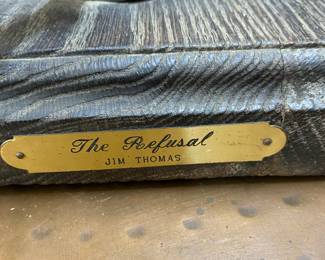 The Refusal
JIM THOMAS